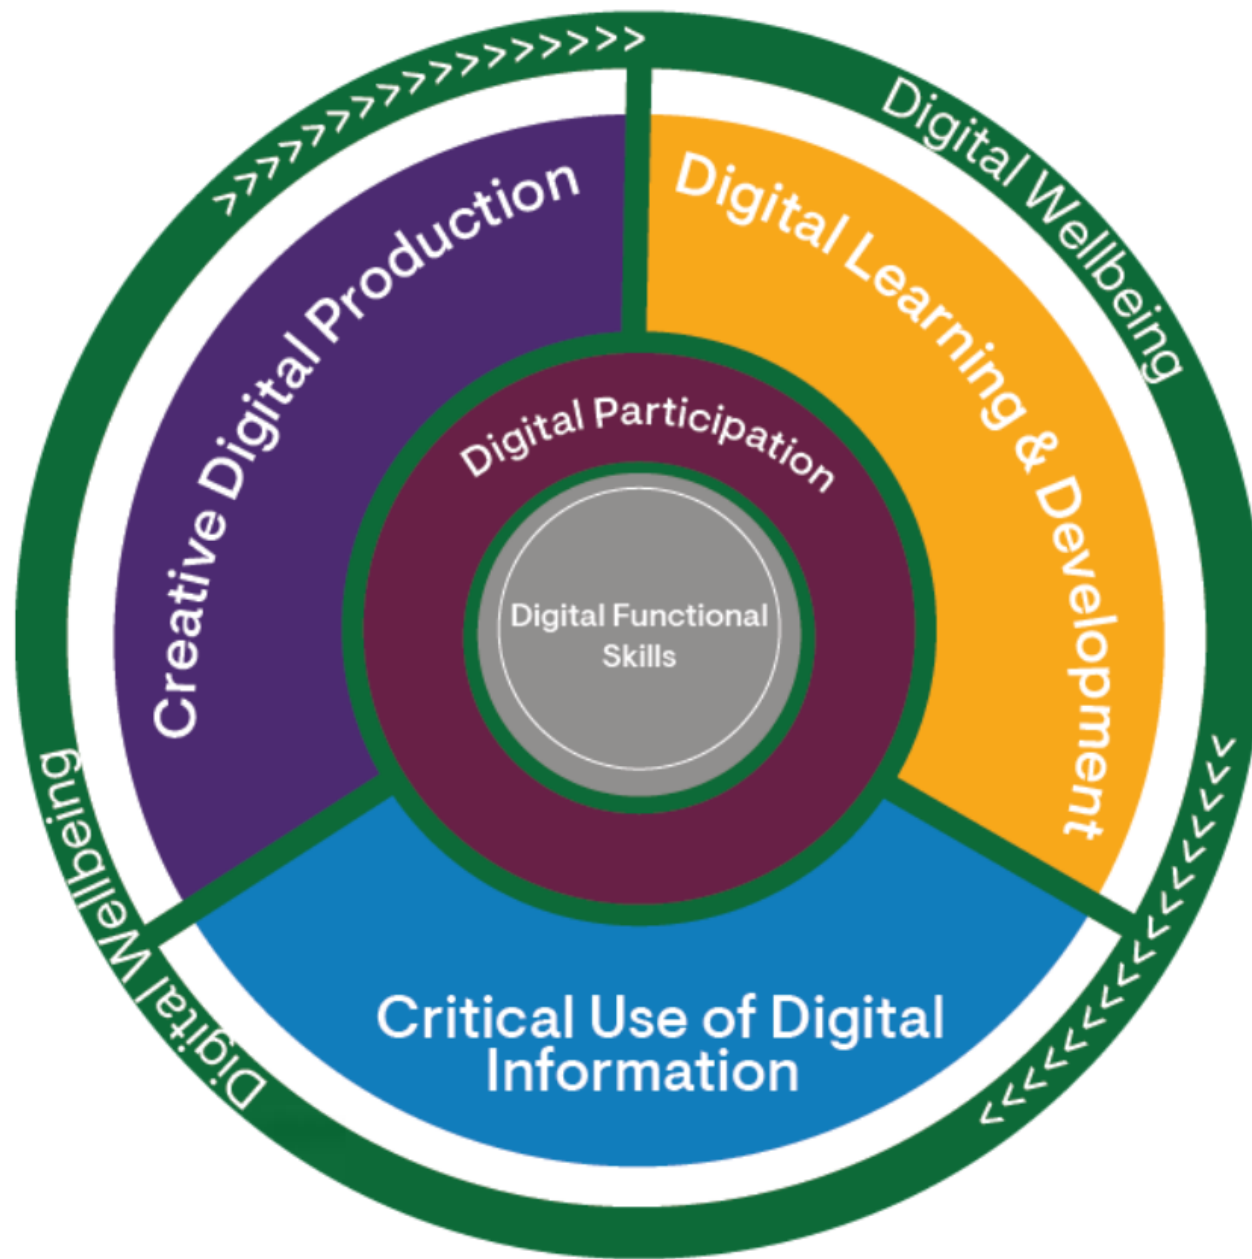 >>>>>>>>>>>>>>>>>>
Digital Wellbeing
Creative Digital Production
Digital Learning & Development
Digital Participation
Digital Functional
Skills
Critical Use of Digital
Information
Digital Wellbeing
>>>>>>>>>>>>>>>>>>